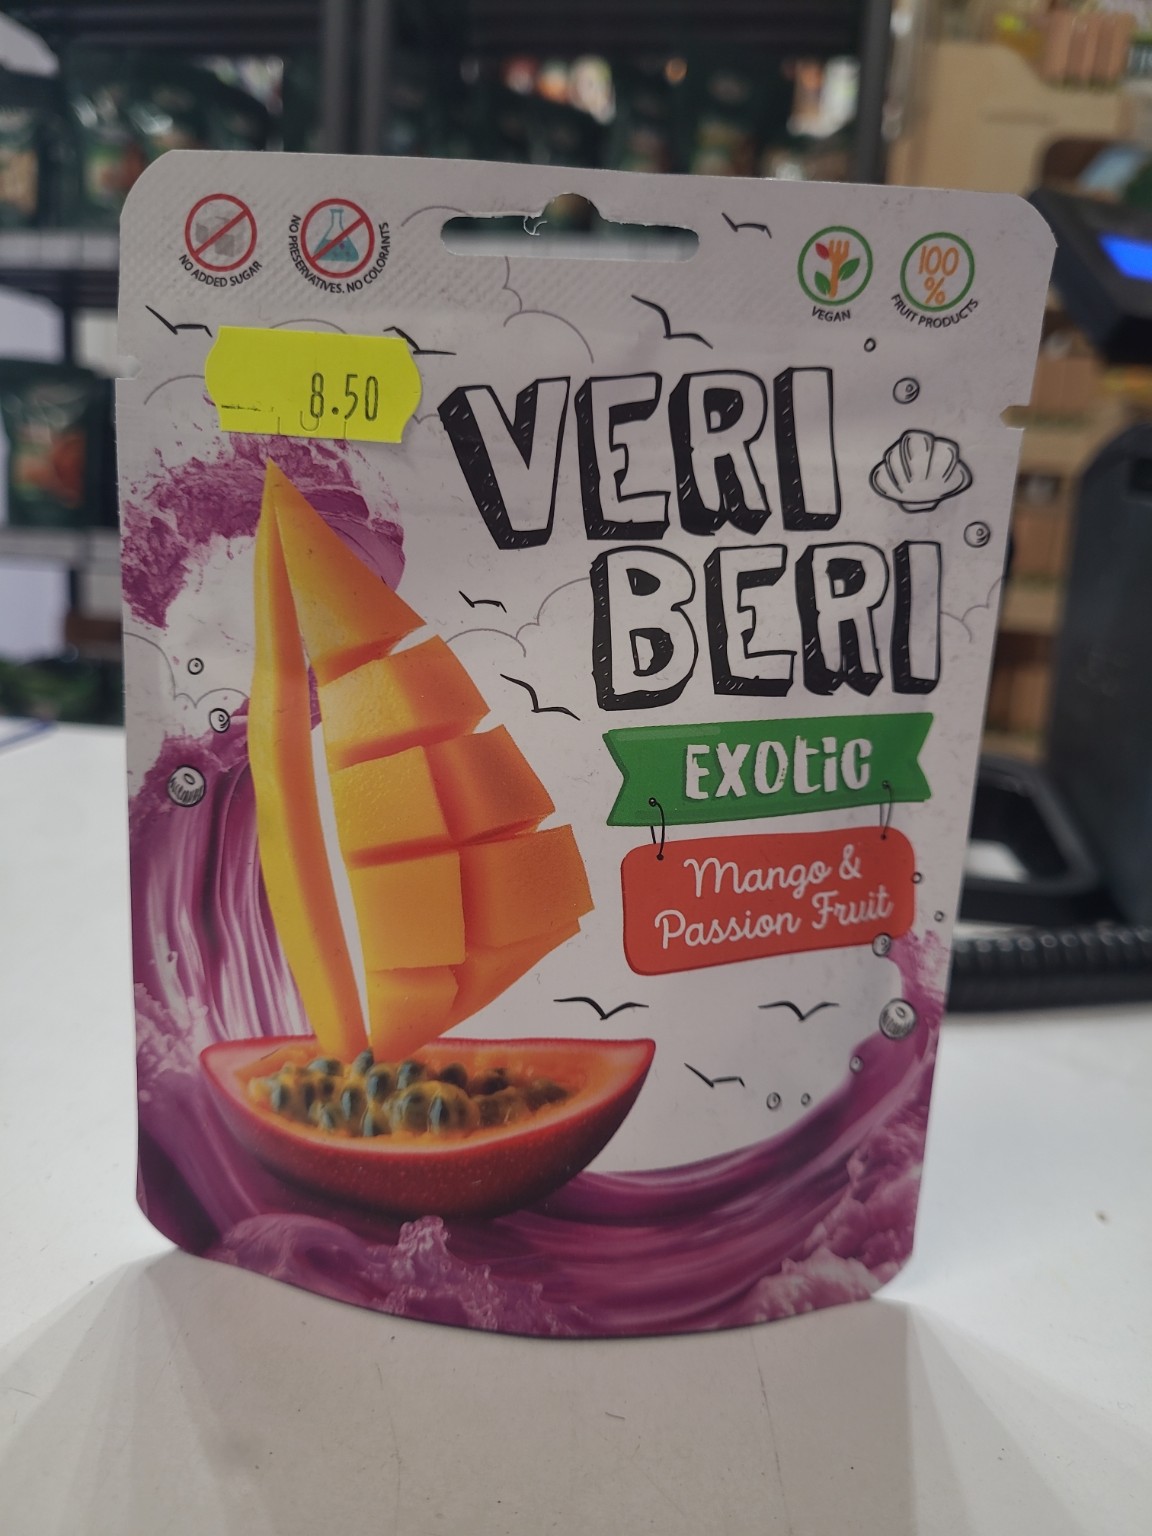 NO ADDED SUGAR
NO PRESERVATIVES. NO COLORANTS
VEGAN
100
%
FRUIT PRODUCTS
8.50
VERI
BERI
EXOtic
Mango &
Passion Fruit